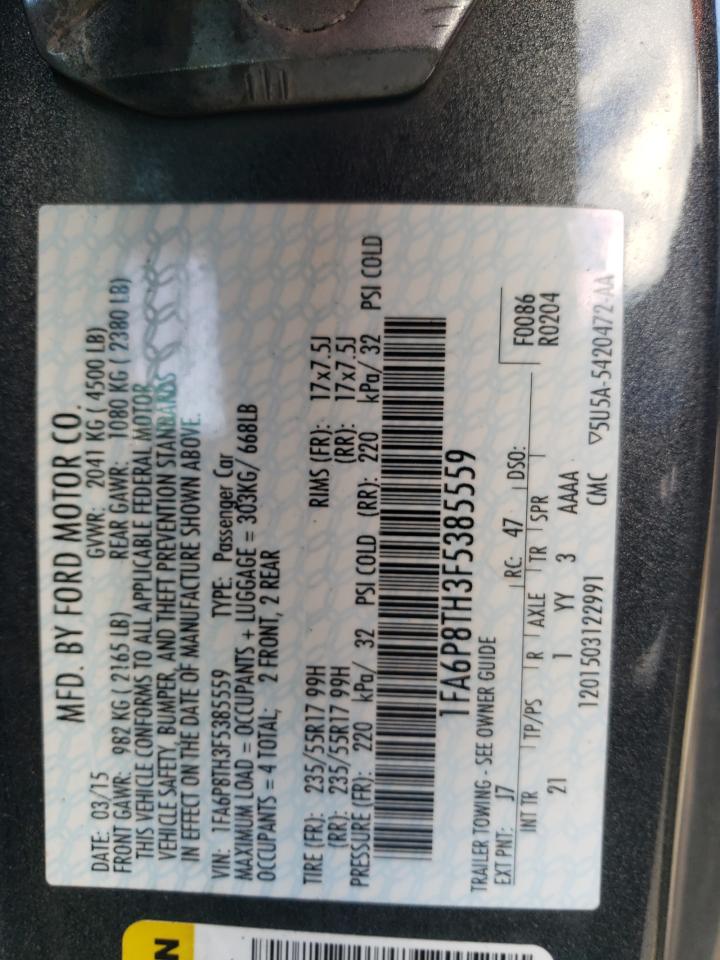 MFD. BY FORD MOTOR CO.
DATE: 03/15 GVWR: 2041 KG ( 4500 LB)
FRONT GAWR: 982 KG ( 2165 LB) REAR GAWR: 1080 KG ( 2380 LB)
THIS VEHICLE CONFORMS TO ALL APPLICABLE FEDERAL MOTOR
VEHICLE SAFETY, BUMPER, AND THEFT PREVENTION STANDARDS
IN EFFECT ON THE DATE OF MANUFACTURE SHOWN ABOVE.
VIN: 1FA6P8TH3F5385559 TYPE: Passenger Car
MAXIMUM LOAD = OCCUPANTS + LUGGAGE = 303KG/ 668LB
OCCUPANTS = 4 TOTAL; 2 FRONT, 2 REAR
TIRE (FR): 235/55R17 99H RIMS (FR): 17x7.5J
(RR): 235/55R17 99H (RR): 17x7.5J
PRESSURE (FR): 220 kPa/ 32 PSI COLD (RR): 220 kPa/ 32 PSI COLD
1FA6P8TH3F5385559
TRAILER TOWING - SEE OWNER GUIDE
EXT PNT: J7 RC: 47 DSO: F0086
INT TR TP/PS R AXLE TR SPR R0204
21 1 YY 3 AAAA
1201503122991 CMC ▽5U5A-5420472-AA
N